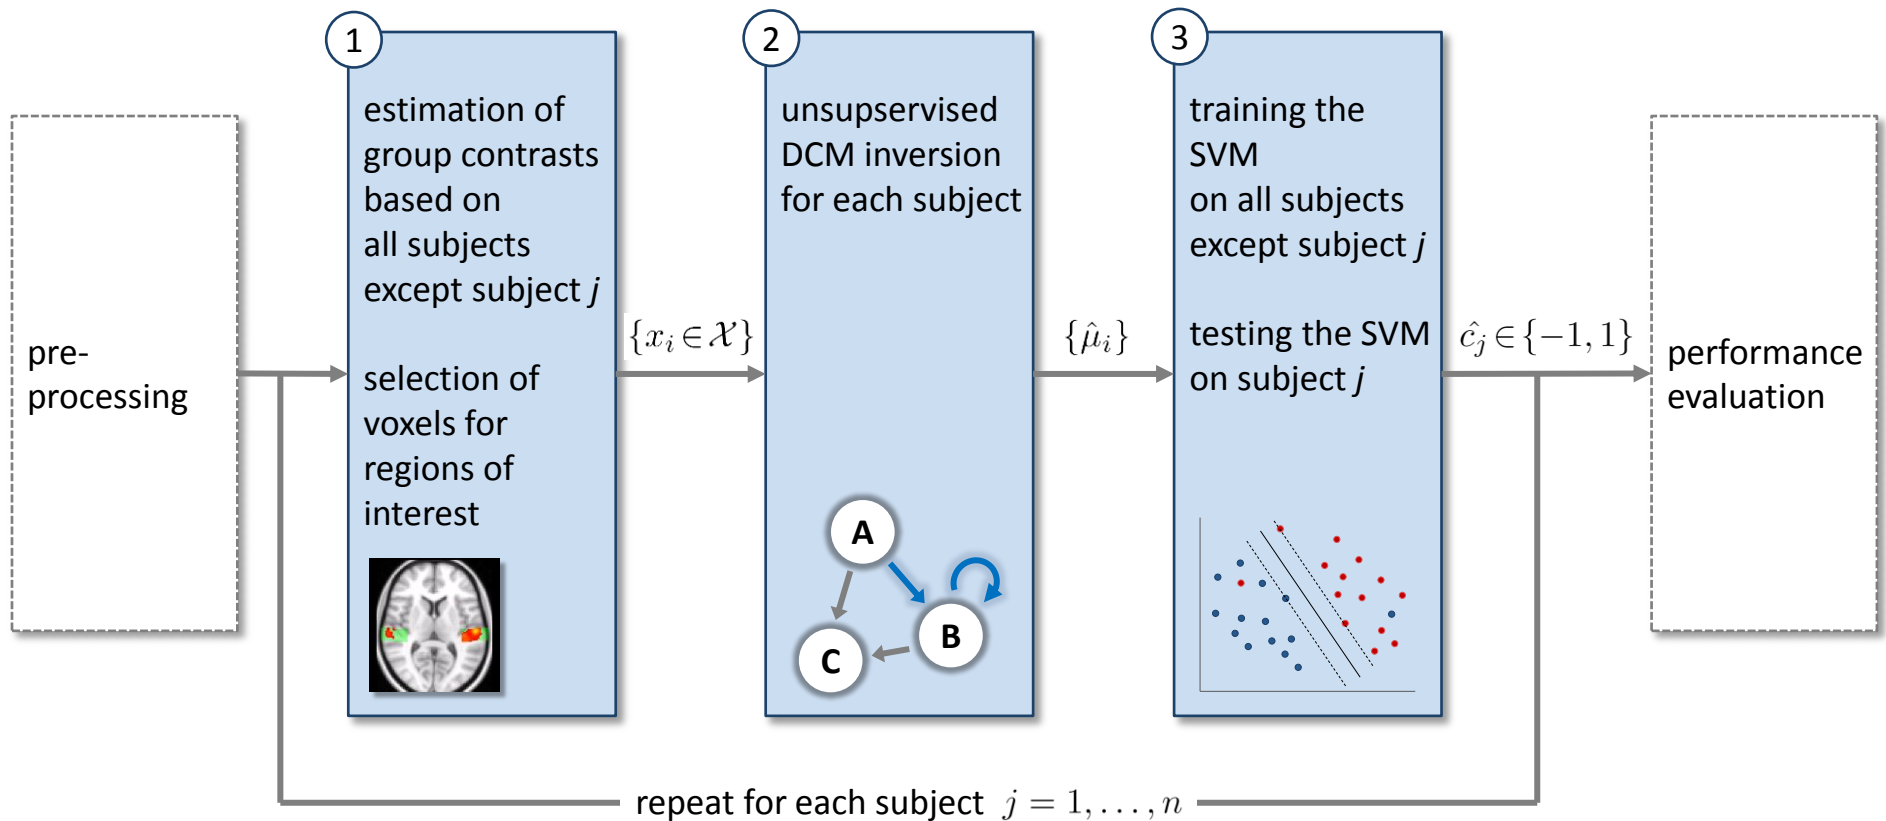 pre-
processing
1
estimation of
group contrasts
based on
all subjects
except subject j
selection of
voxels for
regions of
interest
{x_i ∈ 𝒳}
2
unsupservised
DCM inversion
for each subject
A
B
C
{μ̂_i}
3
training the
SVM
on all subjects
except subject j
testing the SVM
on subject j
ĉ_j ∈ {−1, 1}
performance
evaluation
repeat for each subject j = 1, . . . , n